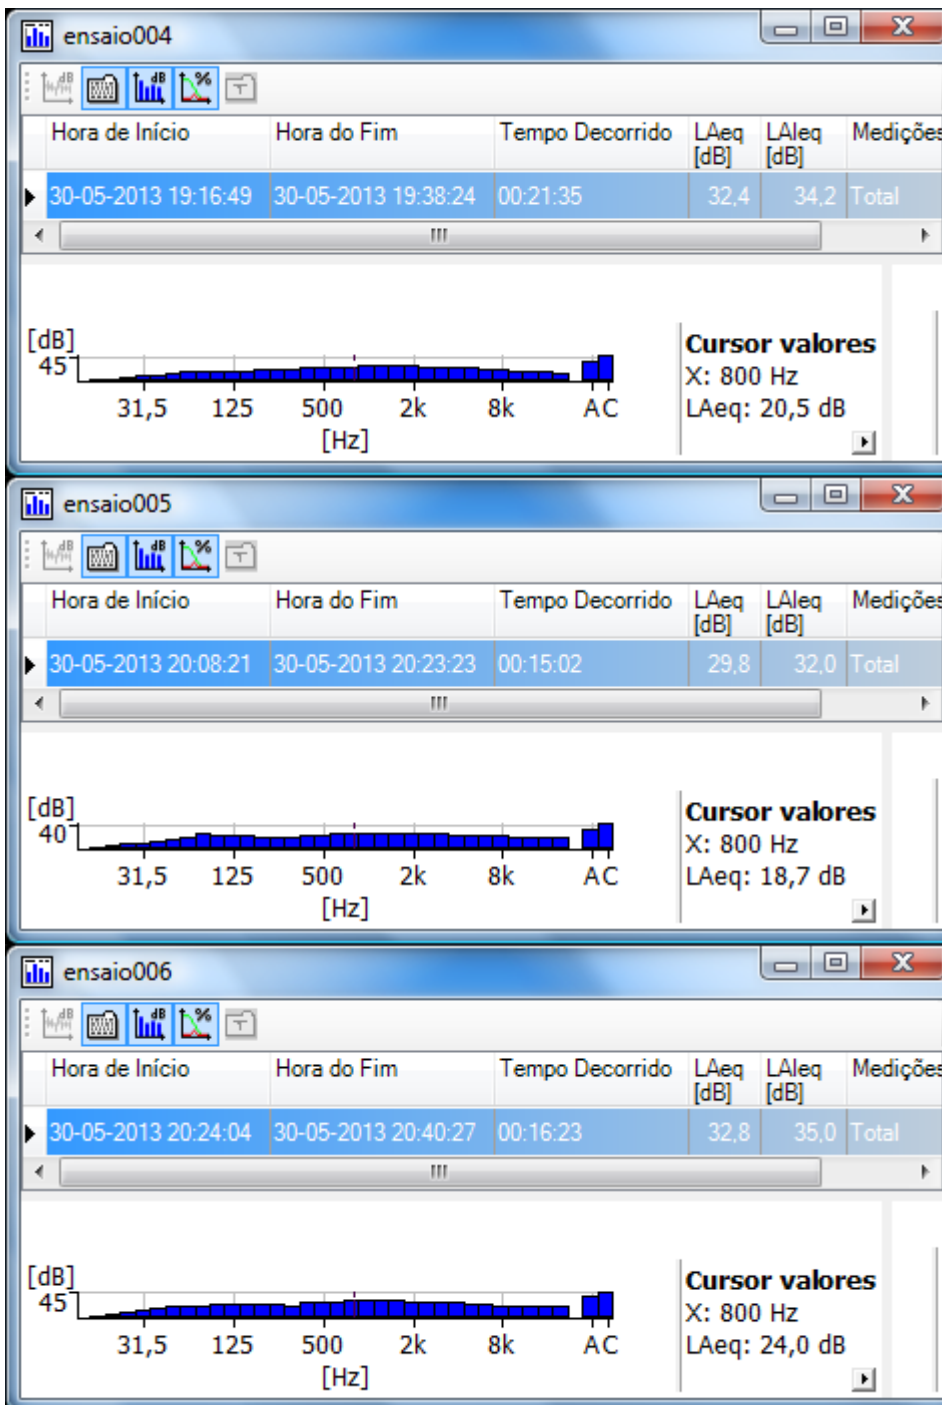 ensaio004
Hora de Início Hora do Fim Tempo Decorrido LAeq [dB] LAIeq [dB] Medições
30-05-2013 19:16:49 30-05-2013 19:38:24 00:21:35 32,4 34,2 Total
[dB]
45
31,5 125 500 2k 8k A C
[Hz]
Cursor valores
X: 800 Hz
LAeq: 20,5 dB
ensaio005
Hora de Início Hora do Fim Tempo Decorrido LAeq [dB] LAIeq [dB] Medições
30-05-2013 20:08:21 30-05-2013 20:23:23 00:15:02 29,8 32,0 Total
[dB]
40
31,5 125 500 2k 8k A C
[Hz]
Cursor valores
X: 800 Hz
LAeq: 18,7 dB
ensaio006
Hora de Início Hora do Fim Tempo Decorrido LAeq [dB] LAIeq [dB] Medições
30-05-2013 20:24:04 30-05-2013 20:40:27 00:16:23 32,8 35,0 Total
[dB]
45
31,5 125 500 2k 8k A C
[Hz]
Cursor valores
X: 800 Hz
LAeq: 24,0 dB